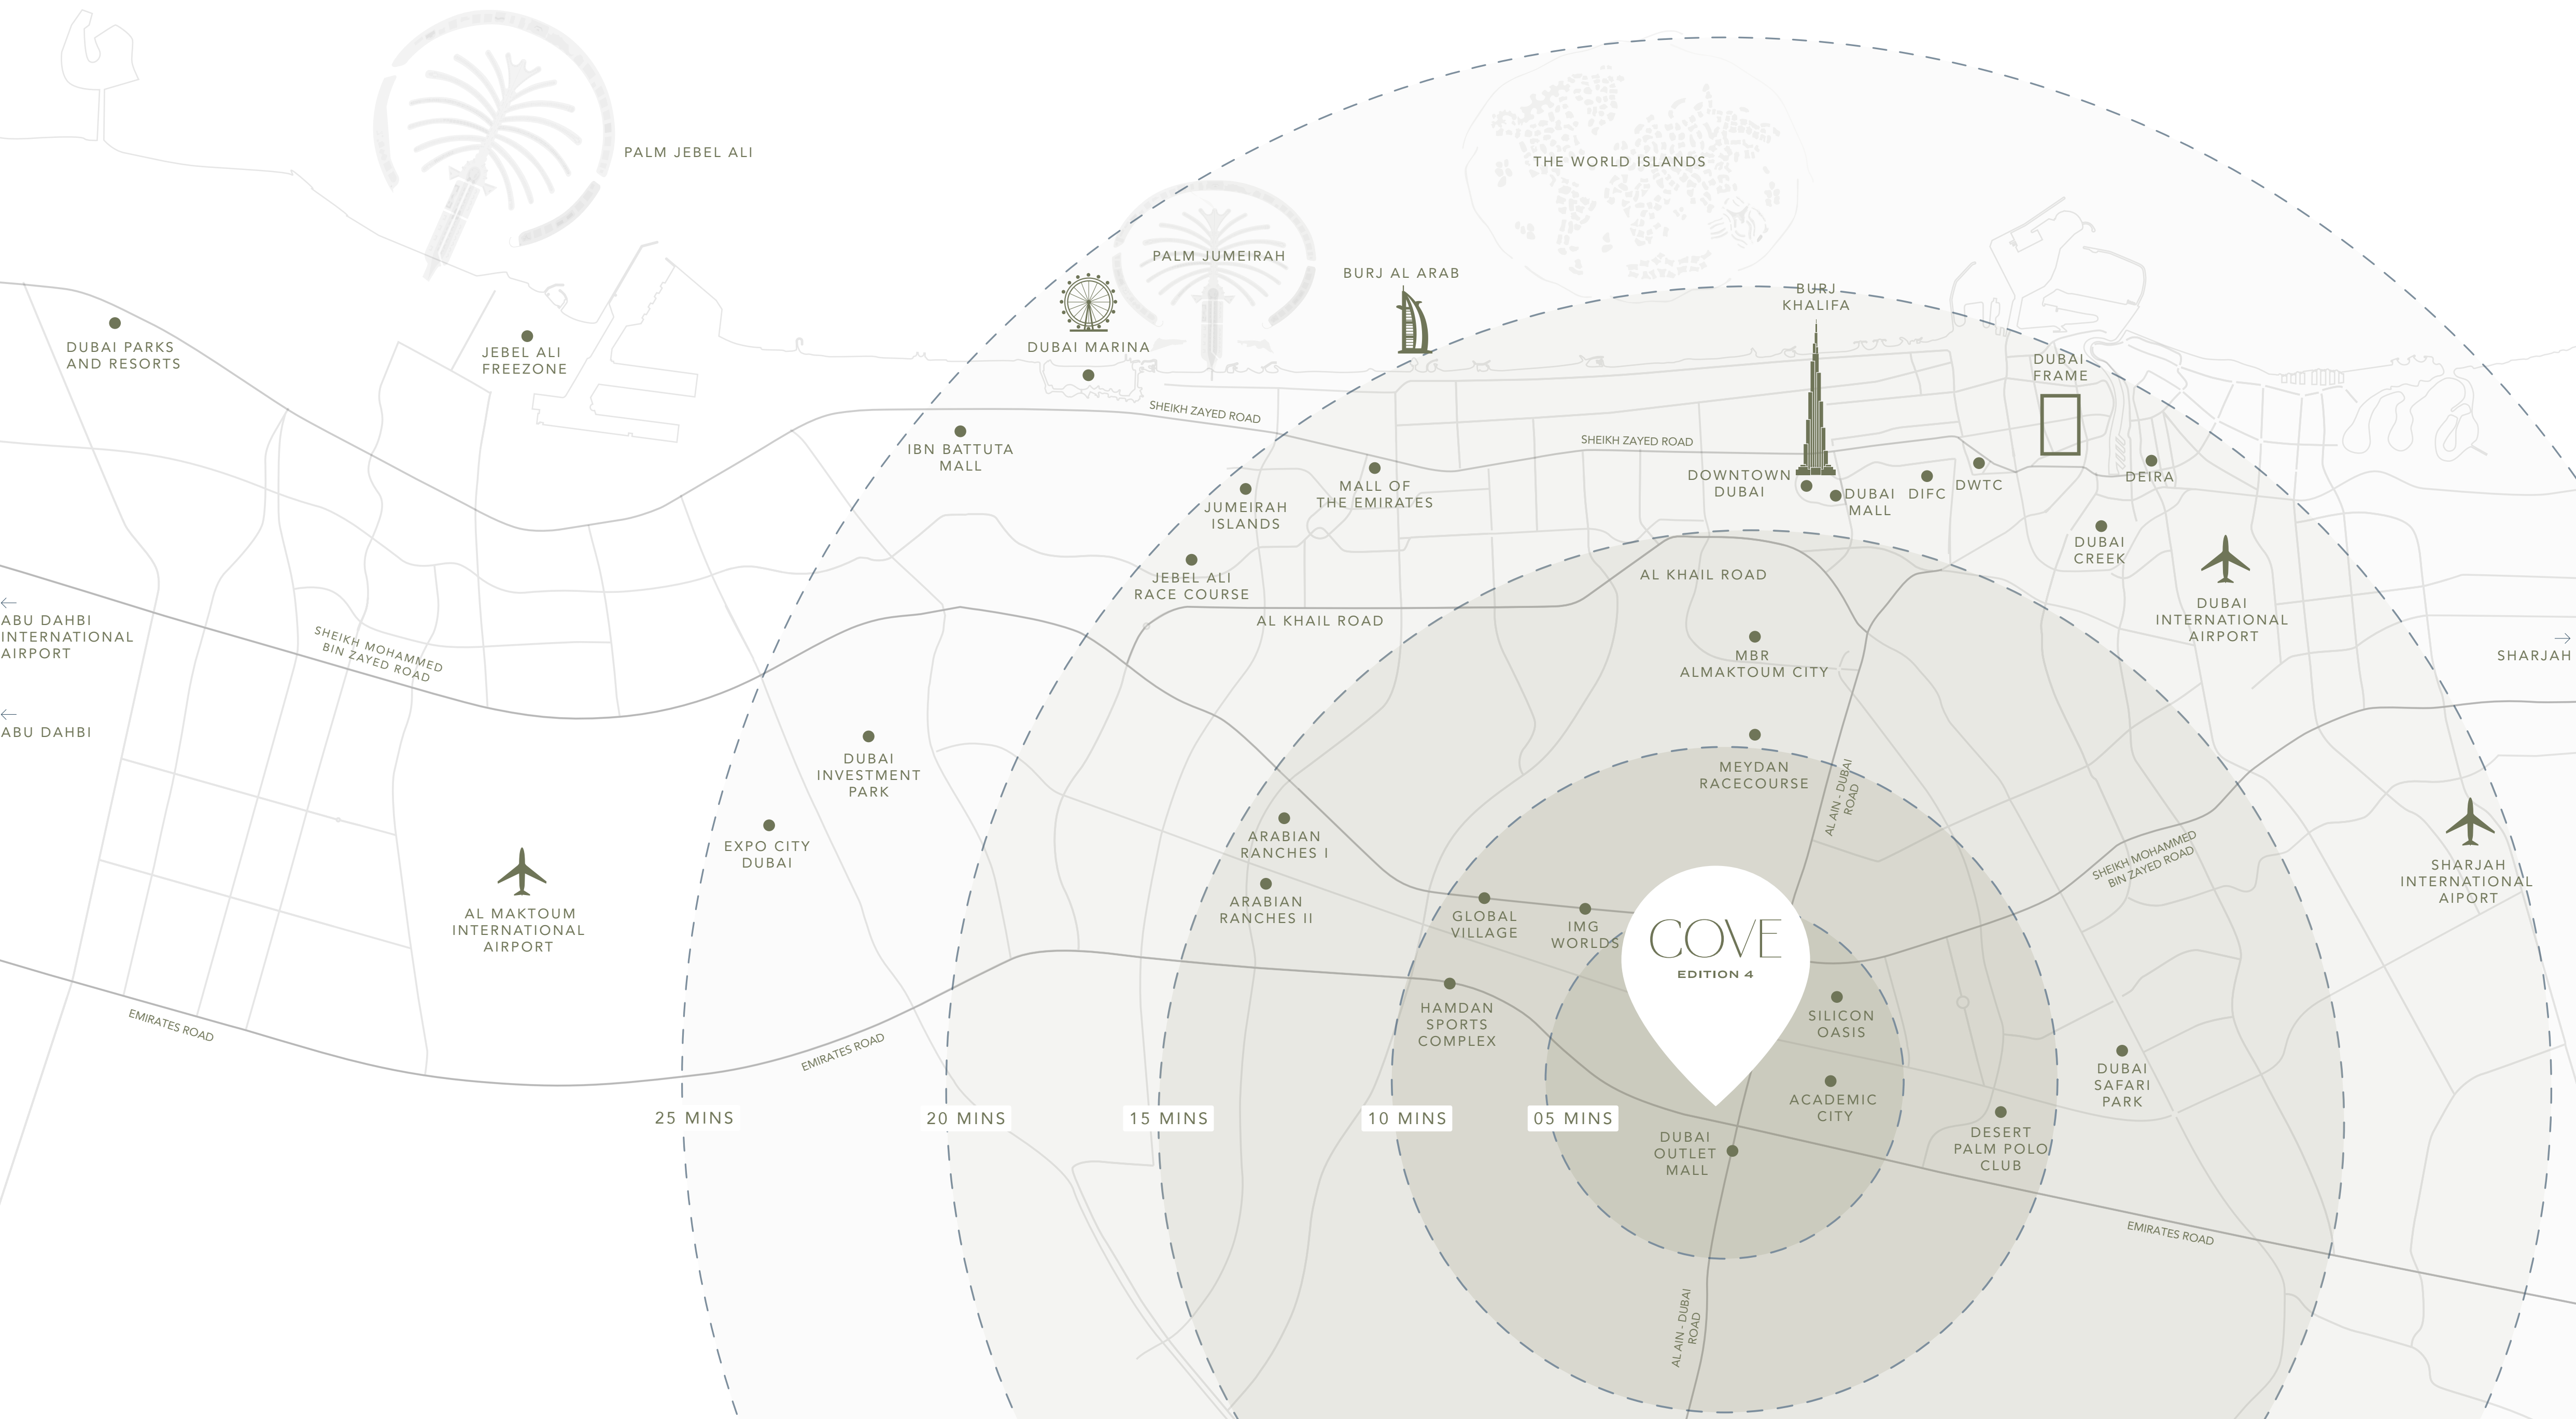 PALM JEBEL ALI
THE WORLD ISLANDS
PALM JUMEIRAH
BURJ AL ARAB
BURJ
KHALIFA
DUBAI PARKS
AND RESORTS
JEBEL ALI
FREEZONE
DUBAI MARINA
DUBAI
FRAME
SHEIKH ZAYED ROAD
SHEIKH ZAYED ROAD
IBN BATTUTA
MALL
JUMEIRAH
ISLANDS
MALL OF
THE EMIRATES
DOWNTOWN
DUBAI
DUBAI
MALL
DIFC
DWTC
DEIRA
DUBAI
CREEK
JEBEL ALI
RACE COURSE
AL KHAIL ROAD
AL KHAIL ROAD
DUBAI
INTERNATIONAL
AIRPORT
ABU DAHBI
INTERNATIONAL
AIRPORT
SHEIKH MOHAMMED
BIN ZAYED ROAD
MBR
ALMAKTOUM CITY
SHARJAH
ABU DAHBI
DUBAI
INVESTMENT
PARK
MEYDAN
RACECOURSE
AL AIN - DUBAI
ROAD
EXPO CITY
DUBAI
ARABIAN
RANCHES I
ARABIAN
RANCHES II
SHEIKH MOHAMMED
BIN ZAYED ROAD
SHARJAH
INTERNATIONAL
AIPORT
AL MAKTOUM
INTERNATIONAL
AIRPORT
GLOBAL
VILLAGE
IMG
WORLDS
COVE
EDITION 4
HAMDAN
SPORTS
COMPLEX
SILICON
OASIS
EMIRATES ROAD
EMIRATES ROAD
DUBAI
SAFARI
PARK
ACADEMIC
CITY
25 MINS
20 MINS
15 MINS
10 MINS
05 MINS
DUBAI
OUTLET
MALL
DESERT
PALM POLO
CLUB
EMIRATES ROAD
AL AIN - DUBAI
ROAD